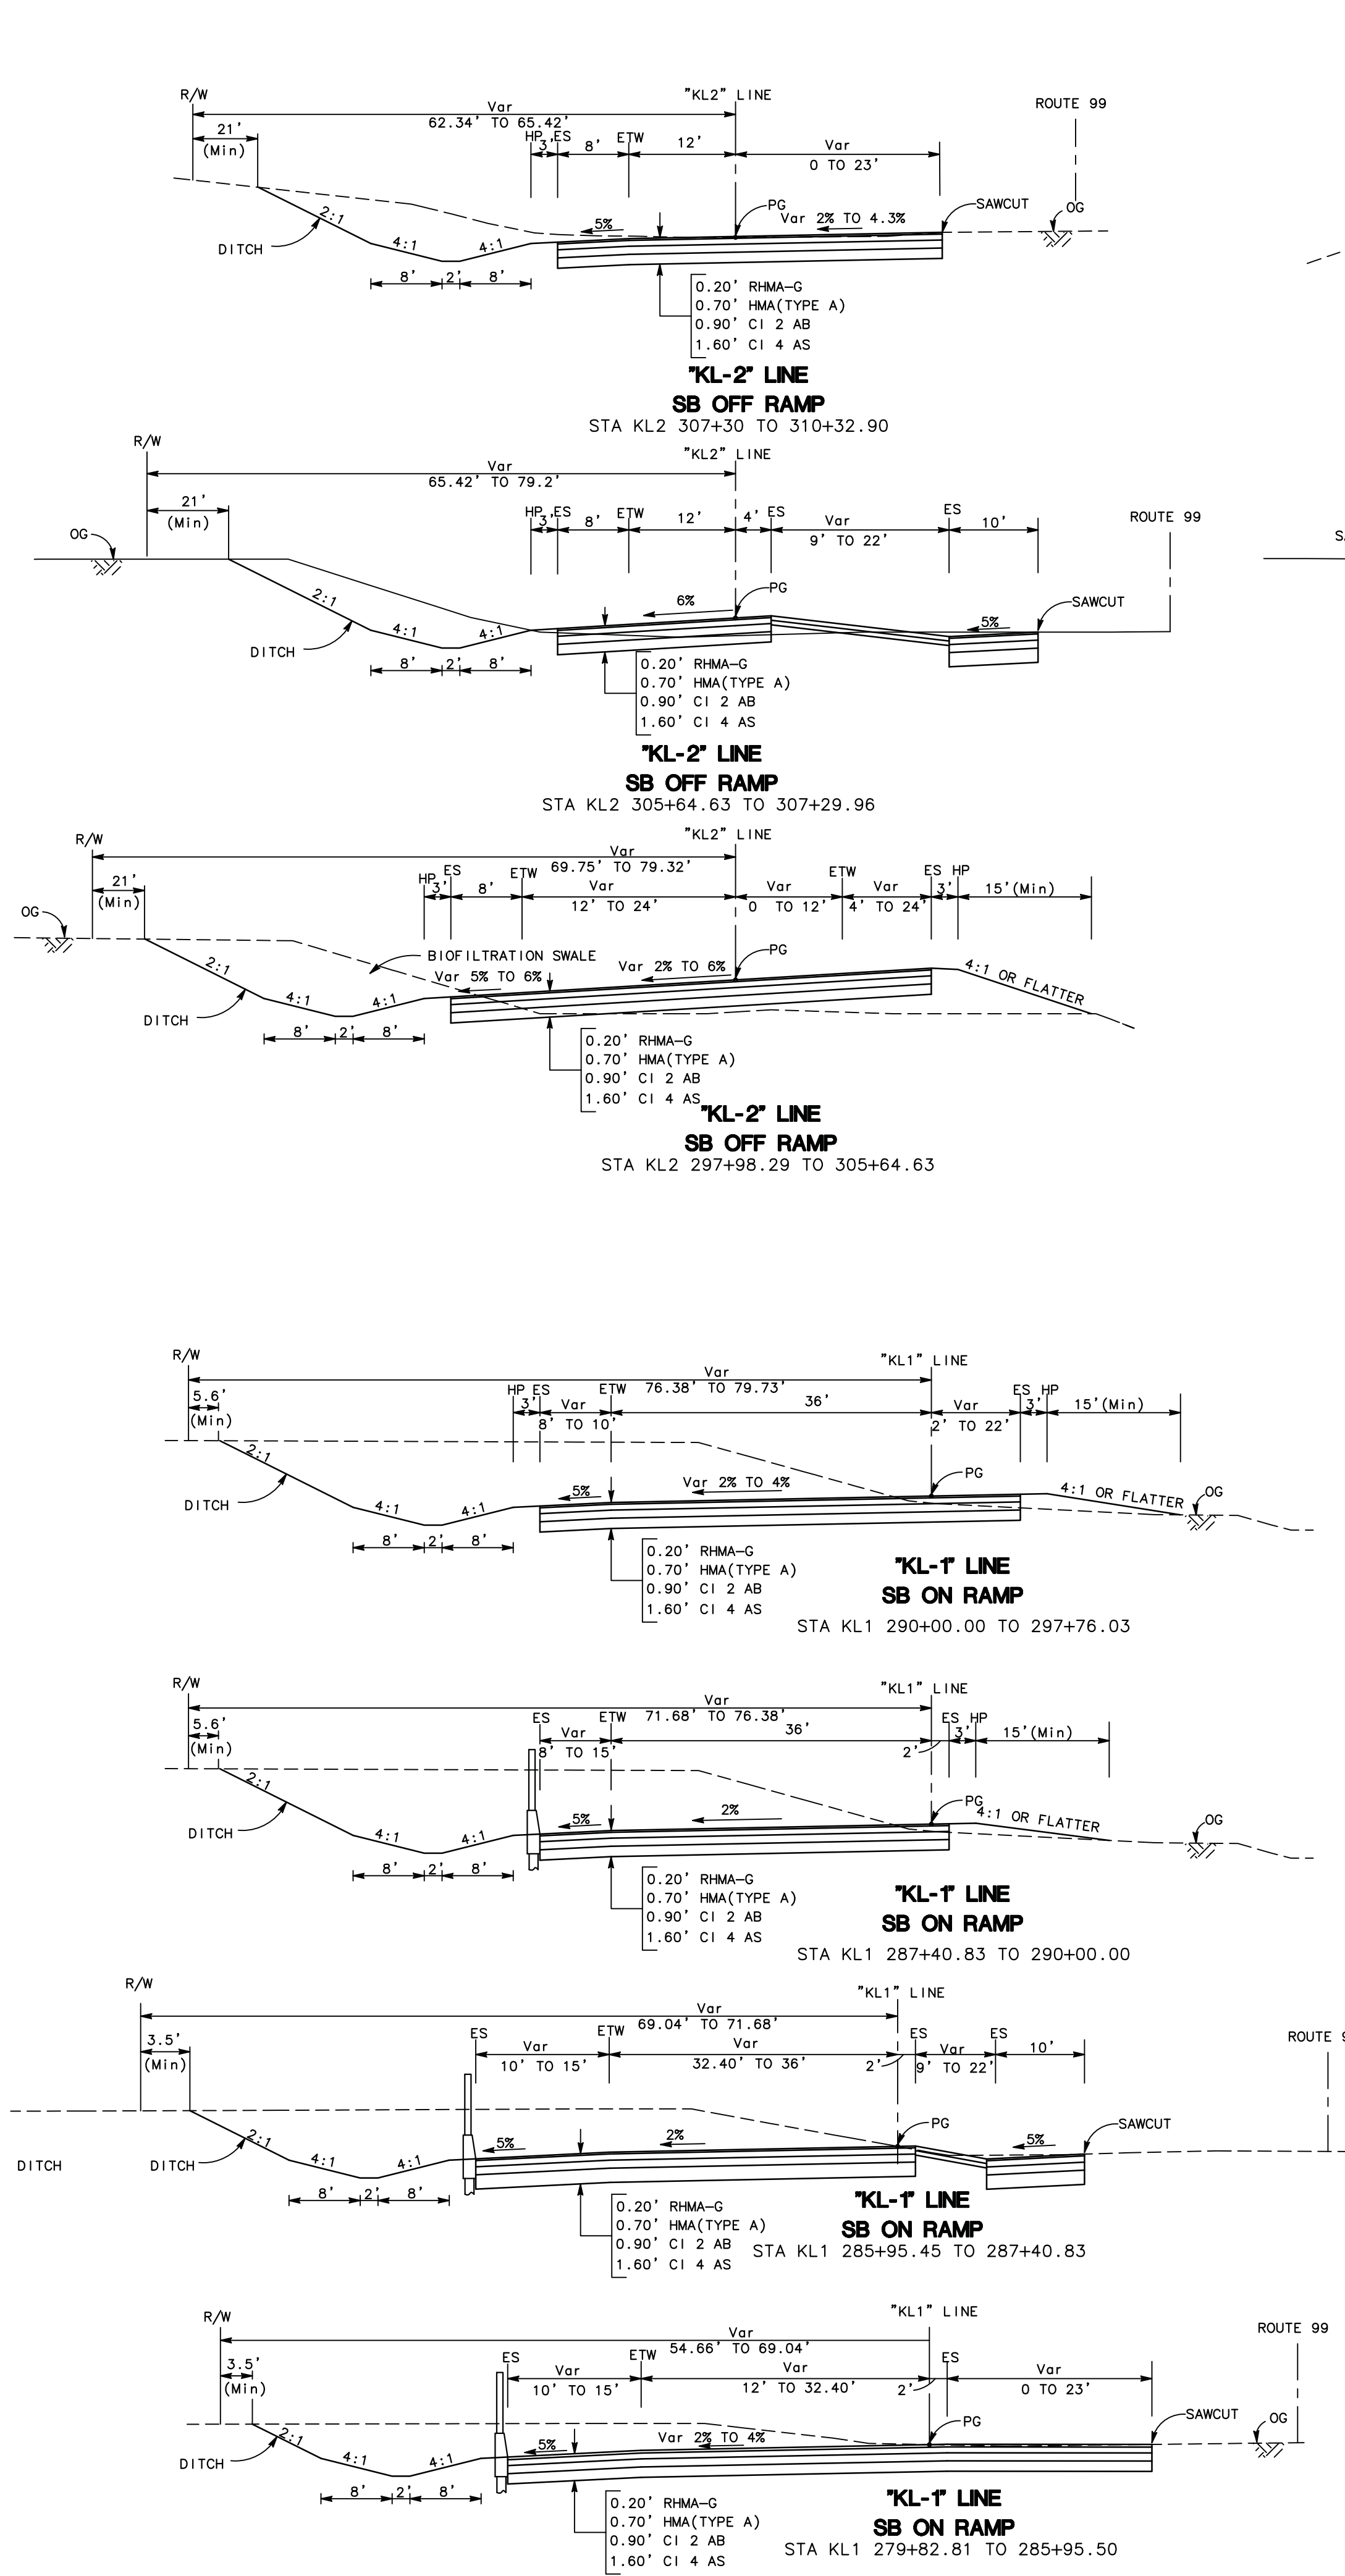 R/W
"KL2" LINE
ROUTE 99
Var
62.34' TO 65.42'
21'
(Min)
HP
3'
ES
8'
ETW
12'
Var
0 TO 23'
2:1
DITCH
4:1
4:1
5%
PG
Var 2% TO 4.3%
SAWCUT
OG
8'
2'
8'
0.20' RHMA-G
0.70' HMA(TYPE A)
0.90' Cl 2 AB
1.60' Cl 4 AS
"KL-2" LINE
SB OFF RAMP
STA KL2 307+30 TO 310+32.90
R/W
"KL2" LINE
Var
65.42' TO 79.2'
21'
(Min)
OG
HP
3'
ES
8'
ETW
12'
4'
ES
Var
9' TO 22'
ES
10'
ROUTE 99
S
2:1
DITCH
4:1
4:1
6%
PG
5%
SAWCUT
8'
2'
8'
0.20' RHMA-G
0.70' HMA(TYPE A)
0.90' Cl 2 AB
1.60' Cl 4 AS
"KL-2" LINE
SB OFF RAMP
STA KL2 305+64.63 TO 307+29.96
R/W
"KL2" LINE
Var
69.75' TO 79.32'
21'
(Min)
OG
HP
3'
ES
8'
ETW
Var
12' TO 24'
Var
0 TO 12'
ETW
Var
4' TO 24'
ES
3'
HP
15'(Min)
BIOFILTRATION SWALE
PG
2:1
Var 5% TO 6%
Var 2% TO 6%
4:1 OR FLATTER
DITCH
4:1
4:1
8'
2'
8'
0.20' RHMA-G
0.70' HMA(TYPE A)
0.90' Cl 2 AB
1.60' Cl 4 AS
"KL-2" LINE
SB OFF RAMP
STA KL2 297+98.29 TO 305+64.63
R/W
"KL1" LINE
Var
76.38' TO 79.73'
5.6'
(Min)
HP
3'
ES
Var
8' TO 10'
ETW
36'
Var
2' TO 22'
ES
3'
HP
15'(Min)
2:1
DITCH
4:1
4:1
5%
Var 2% TO 4%
PG
4:1 OR FLATTER
OG
8'
2'
8'
0.20' RHMA-G
0.70' HMA(TYPE A)
0.90' Cl 2 AB
1.60' Cl 4 AS
"KL-1" LINE
SB ON RAMP
STA KL1 290+00.00 TO 297+76.03
R/W
"KL1" LINE
Var
71.68' TO 76.38'
5.6'
(Min)
ES
Var
8' TO 15'
ETW
36'
2'
ES
3'
HP
15'(Min)
2:1
DITCH
4:1
4:1
5%
2%
PG
4:1 OR FLATTER
OG
8'
2'
8'
0.20' RHMA-G
0.70' HMA(TYPE A)
0.90' Cl 2 AB
1.60' Cl 4 AS
"KL-1" LINE
SB ON RAMP
STA KL1 287+40.83 TO 290+00.00
R/W
"KL1" LINE
Var
69.04' TO 71.68'
3.5'
(Min)
ES
Var
10' TO 15'
ETW
Var
32.40' TO 36'
2'
ES
Var
9' TO 22'
ES
10'
ROUTE 9
DITCH
DITCH
2:1
4:1
4:1
5%
2%
PG
5%
SAWCUT
8'
2'
8'
0.20' RHMA-G
0.70' HMA(TYPE A)
0.90' Cl 2 AB
1.60' Cl 4 AS
"KL-1" LINE
SB ON RAMP
STA KL1 285+95.45 TO 287+40.83
R/W
"KL1" LINE
ROUTE 99
Var
54.66' TO 69.04'
3.5'
(Min)
ES
Var
10' TO 15'
ETW
Var
12' TO 32.40'
2'
ES
Var
0 TO 23'
2:1
DITCH
4:1
4:1
5%
Var 2% TO 4%
PG
SAWCUT
OG
8'
2'
8'
0.20' RHMA-G
0.70' HMA(TYPE A)
0.90' Cl 2 AB
1.60' Cl 4 AS
"KL-1" LINE
SB ON RAMP
STA KL1 279+82.81 TO 285+95.50